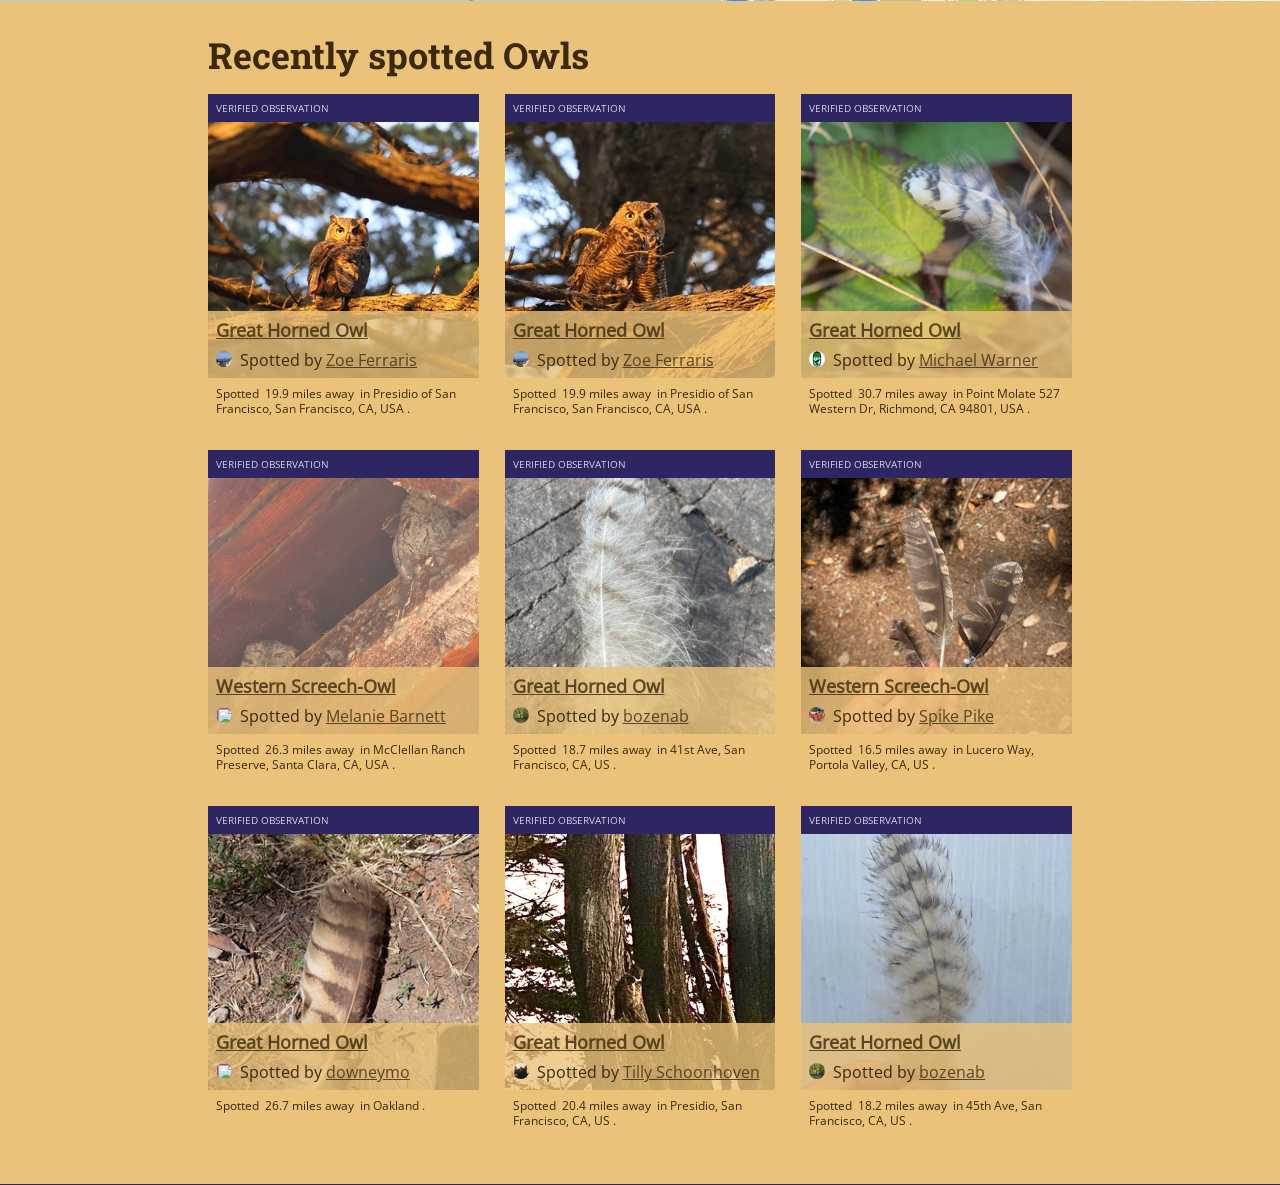 Recently spotted Owls
VERIFIED OBSERVATION
Great Horned Owl
Spotted by Zoe Ferraris
Spotted 19.9 miles away in Presidio of San
Francisco, San Francisco, CA, USA .
VERIFIED OBSERVATION
Great Horned Owl
Spotted by Zoe Ferraris
Spotted 19.9 miles away in Presidio of San
Francisco, San Francisco, CA, USA .
VERIFIED OBSERVATION
Great Horned Owl
Spotted by Michael Warner
Spotted 30.7 miles away in Point Molate 527
Western Dr, Richmond, CA 94801, USA .
VERIFIED OBSERVATION
Western Screech-Owl
Spotted by Melanie Barnett
Spotted 26.3 miles away in McClellan Ranch
Preserve, Santa Clara, CA, USA .
VERIFIED OBSERVATION
Great Horned Owl
Spotted by bozenab
Spotted 18.7 miles away in 41st Ave, San
Francisco, CA, US .
VERIFIED OBSERVATION
Western Screech-Owl
Spotted by Spike Pike
Spotted 16.5 miles away in Lucero Way,
Portola Valley, CA, US .
VERIFIED OBSERVATION
Great Horned Owl
Spotted by downeymo
Spotted 26.7 miles away in Oakland .
VERIFIED OBSERVATION
Great Horned Owl
Spotted by Tilly Schoonhoven
Spotted 20.4 miles away in Presidio, San
Francisco, CA, US .
VERIFIED OBSERVATION
Great Horned Owl
Spotted by bozenab
Spotted 18.2 miles away in 45th Ave, San
Francisco, CA, US .